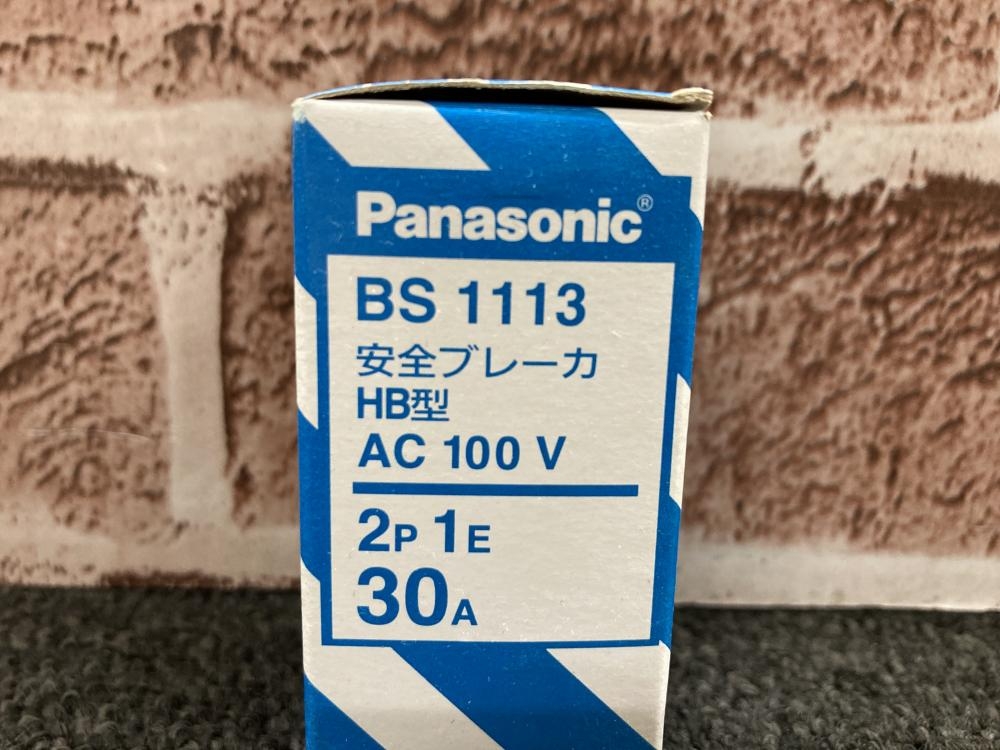 Panasonic®
BS 1113
安全ブレーカ
HB型
AC 100 V
2P 1E
30A